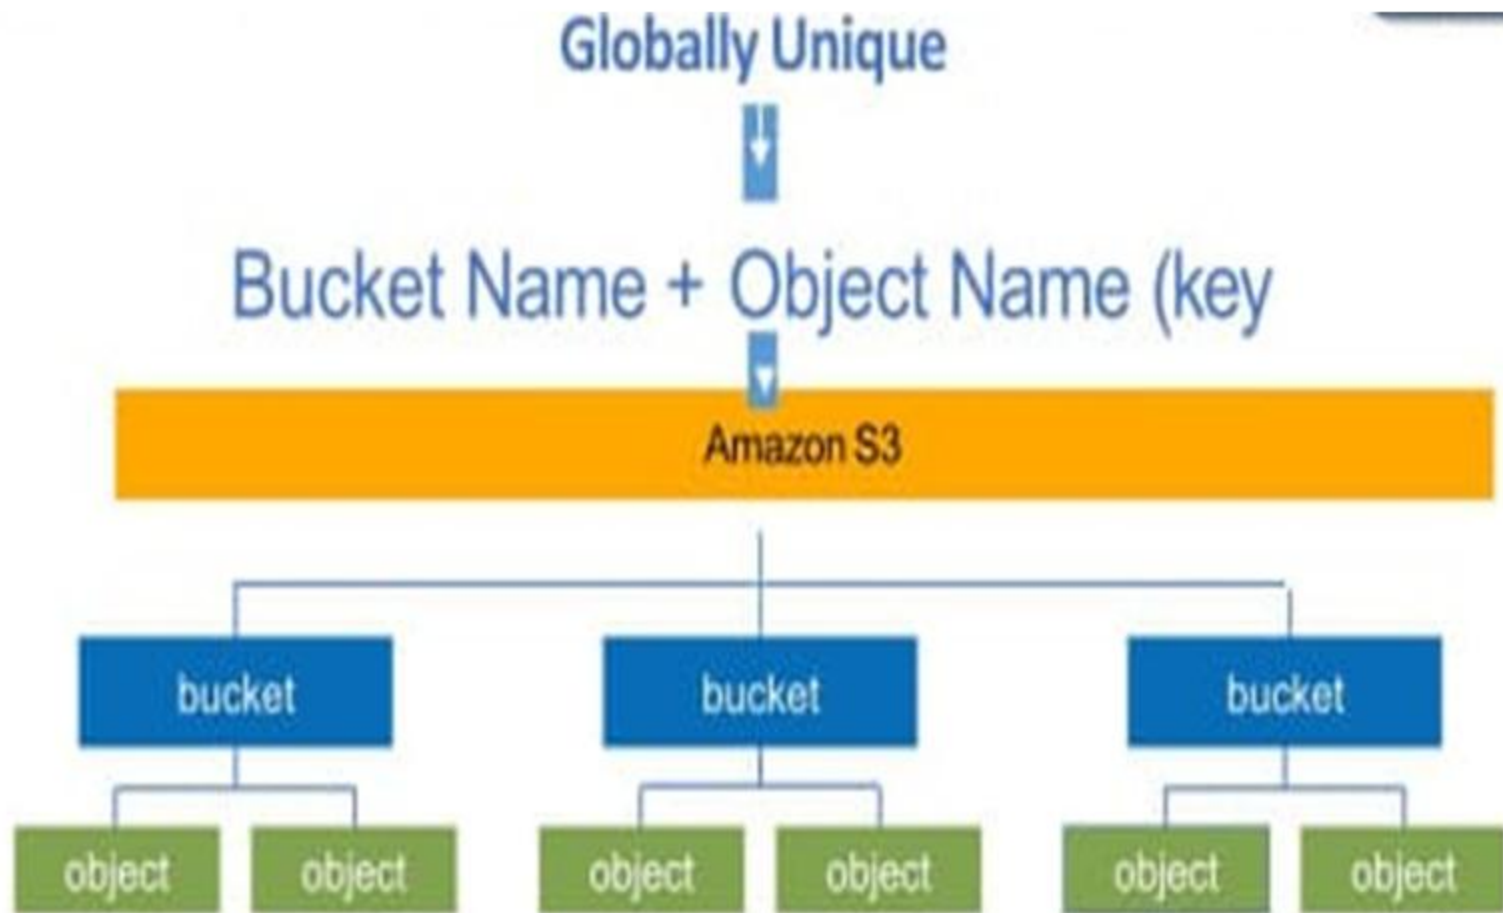 Globally Unique
Bucket Name + Object Name (key
Amazon S3
bucket bucket bucket
object object object object object object